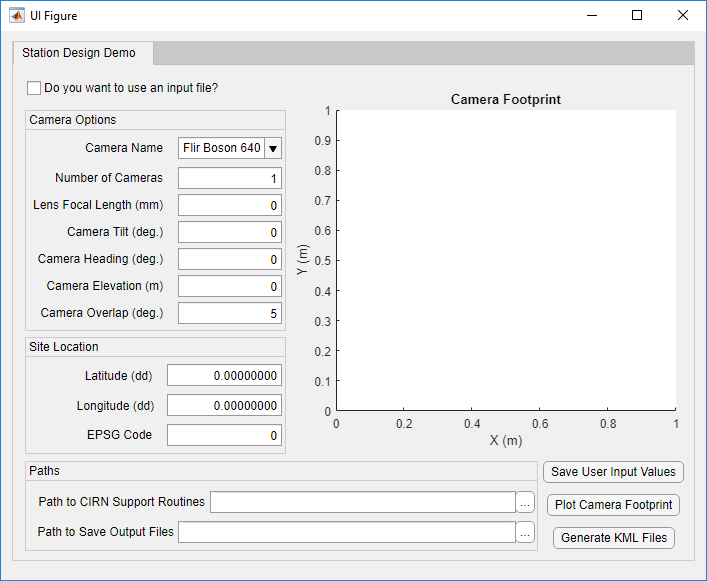 UI Figure
Station Design Demo
Do you want to use an input file?
Camera Options
Camera Name Flir Boson 640
Number of Cameras 1
Lens Focal Length (mm) 0
Camera Tilt (deg.) 0
Camera Heading (deg.) 0
Camera Elevation (m) 0
Camera Overlap (deg.) 5
Site Location
Latitude (dd) 0.00000000
Longitude (dd) 0.00000000
EPSG Code 0
Camera Footprint
1
0.9
0.8
0.7
0.6
0.5
0.4
0.3
0.2
0.1
0
Y (m)
0 0.2 0.4 0.6 0.8 1
X (m)
Paths
Path to CIRN Support Routines ...
Path to Save Output Files ...
Save User Input Values
Plot Camera Footprint
Generate KML Files